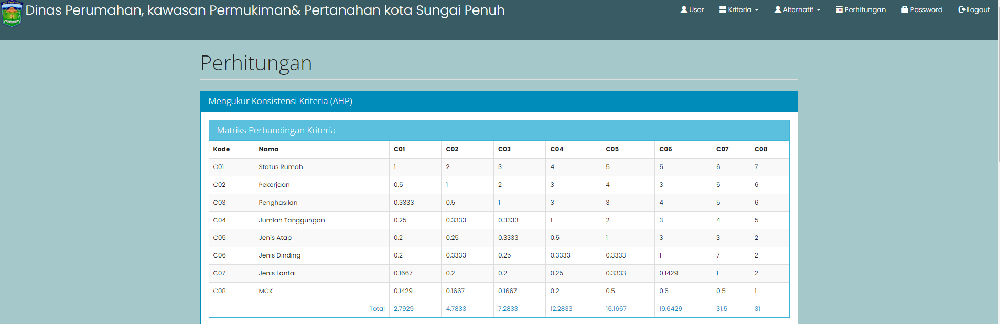 Dinas Perumahan, kawasan Permukiman& Pertanahan kota Sungai Penuh
User Kriteria Alternatif Perhitungan Password Logout
Perhitungan
Mengukur Konsistensi Kriteria (AHP)
Matriks Perbandingan Kriteria
Kode Nama C01 C02 C03 C04 C05 C06 C07 C08
C01 Status Rumah 1 2 3 4 5 5 6 7
C02 Pekerjaan 0.5 1 2 3 4 3 5 6
C03 Penghasilan 0.3333 0.5 1 3 3 4 5 6
C04 Jumlah Tanggungan 0.25 0.3333 0.3333 1 2 3 4 5
C05 Jenis Atap 0.2 0.25 0.3333 0.5 1 3 3 2
C06 Jenis Dinding 0.2 0.3333 0.25 0.3333 0.3333 1 7 2
C07 Jenis Lantai 0.1667 0.2 0.2 0.25 0.3333 0.1429 1 2
C08 MCK 0.1429 0.1667 0.1667 0.2 0.5 0.5 0.5 1
Total 2.7929 4.7833 7.2833 12.2833 16.1667 19.6429 31.5 31